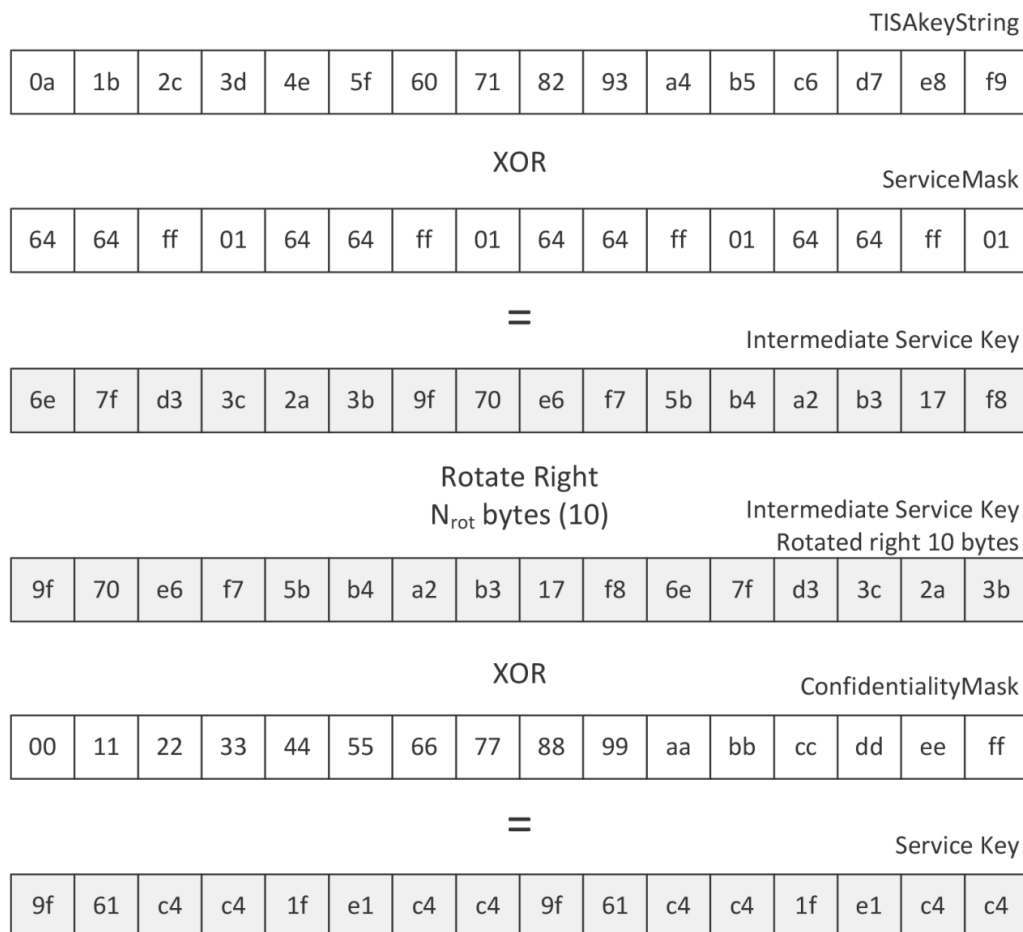 TISAkeyString
0a 1b 2c 3d 4e 5f 60 71 82 93 a4 b5 c6 d7 e8 f9
XOR
ServiceMask
64 64 ff 01 64 64 ff 01 64 64 ff 01 64 64 ff 01
=
Intermediate Service Key
6e 7f d3 3c 2a 3b 9f 70 e6 f7 5b b4 a2 b3 17 f8
Rotate Right
Nrot bytes (10)
Intermediate Service Key
Rotated right 10 bytes
9f 70 e6 f7 5b b4 a2 b3 17 f8 6e 7f d3 3c 2a 3b
XOR
ConfidentialityMask
00 11 22 33 44 55 66 77 88 99 aa bb cc dd ee ff
=
Service Key
9f 61 c4 c4 1f e1 c4 c4 9f 61 c4 c4 1f e1 c4 c4